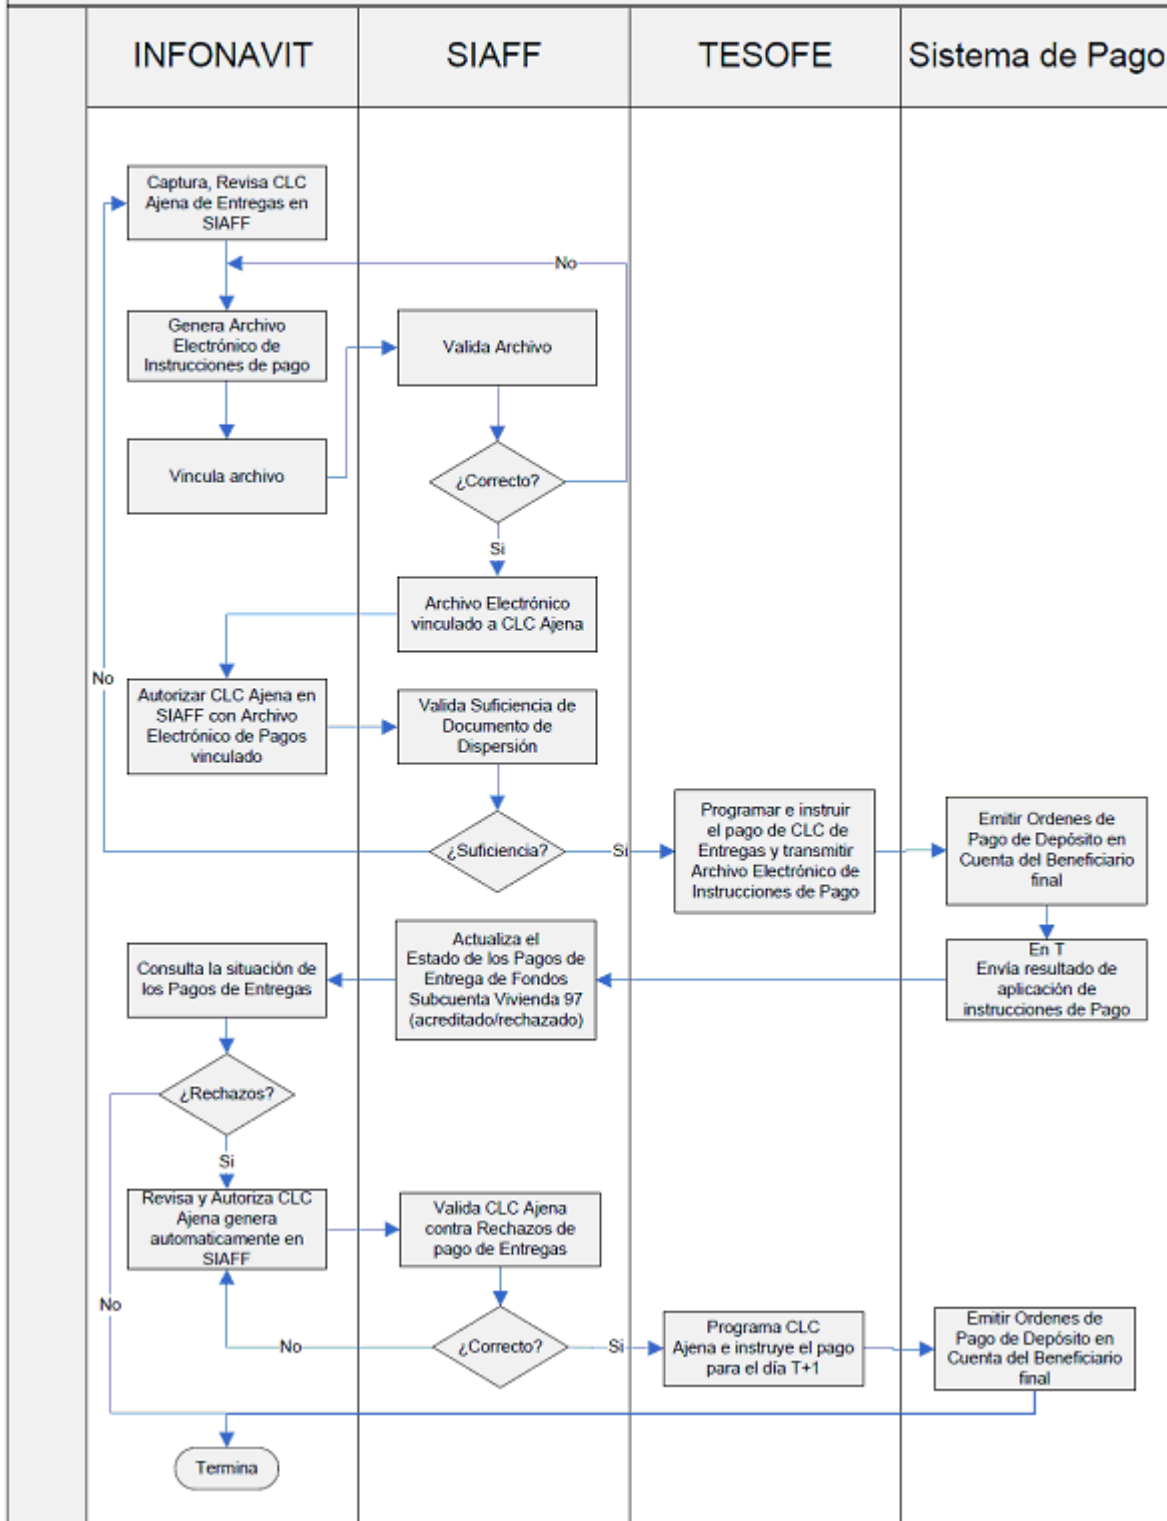 INFONAVIT
SIAFF
TESOFE
Sistema de Pago
Captura, Revisa CLC
Ajena de Entregas en
SIAFF
No
Genera Archivo
Electrónico de
Instrucciones de pago
Valida Archivo
Vincula archivo
¿Correcto?
Si
Archivo Electrónico
vinculado a CLC Ajena
No
Autorizar CLC Ajena en
SIAFF con Archivo
Electrónico de Pagos
vinculado
Valida Suficiencia de
Documento de
Dispersión
¿Suficiencia?
Si
Programar e instruir
el pago de CLC de
Entregas y transmitir
Archivo Electrónico de
Instrucciones de Pago
Emitir Ordenes de
Pago de Depósito en
Cuenta del Beneficiario
final
En T
Envía resultado de
aplicación de
instrucciones de Pago
Actualiza el
Estado de los Pagos de
Entrega de Fondos
Subcuenta Vivienda 97
(acreditado/rechazado)
Consulta la situación de
los Pagos de Entregas
¿Rechazos?
Si
Revisa y Autoriza CLC
Ajena genera
automaticamente en
SIAFF
Valida CLC Ajena
contra Rechazos de
pago de Entregas
No
No
¿Correcto?
Si
Programa CLC
Ajena e instruye el pago
para el día T+1
Emitir Ordenes de
Pago de Depósito en
Cuenta del Beneficiario
final
Termina